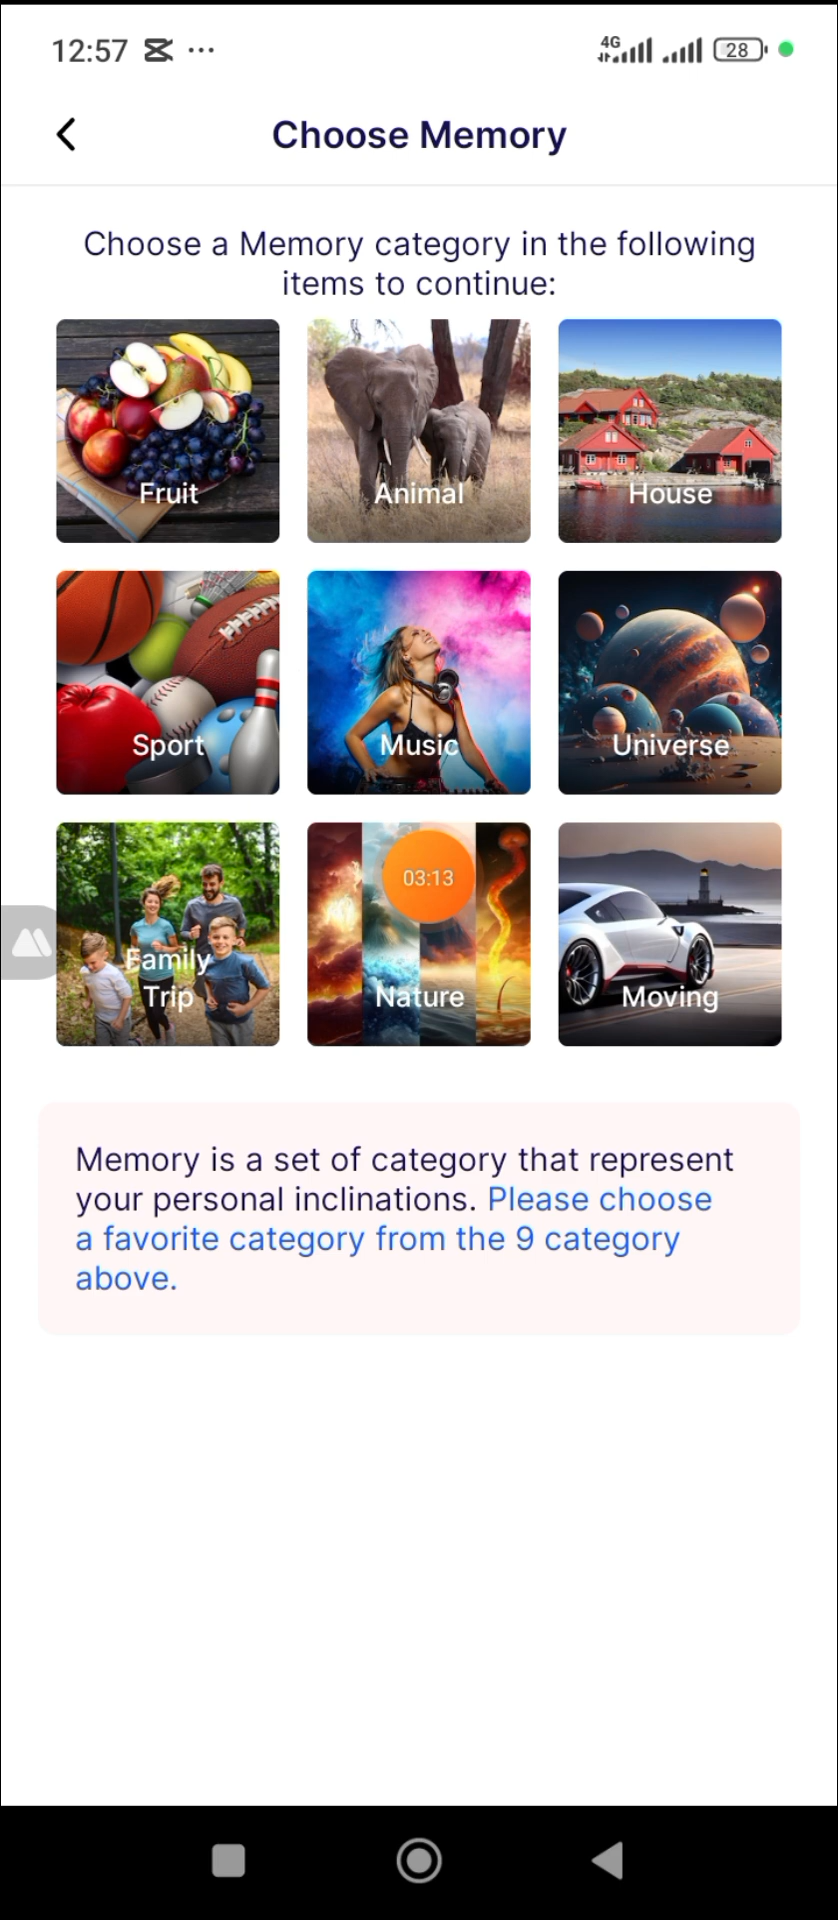 12:57
4G
28
Choose Memory
Choose a Memory category in the following
items to continue:
Fruit
Animal
House
Sport
Music
Universe
Family
Trip
03:13
Nature
Moving
Memory is a set of category that represent
your personal inclinations. Please choose
a favorite category from the 9 category
above.